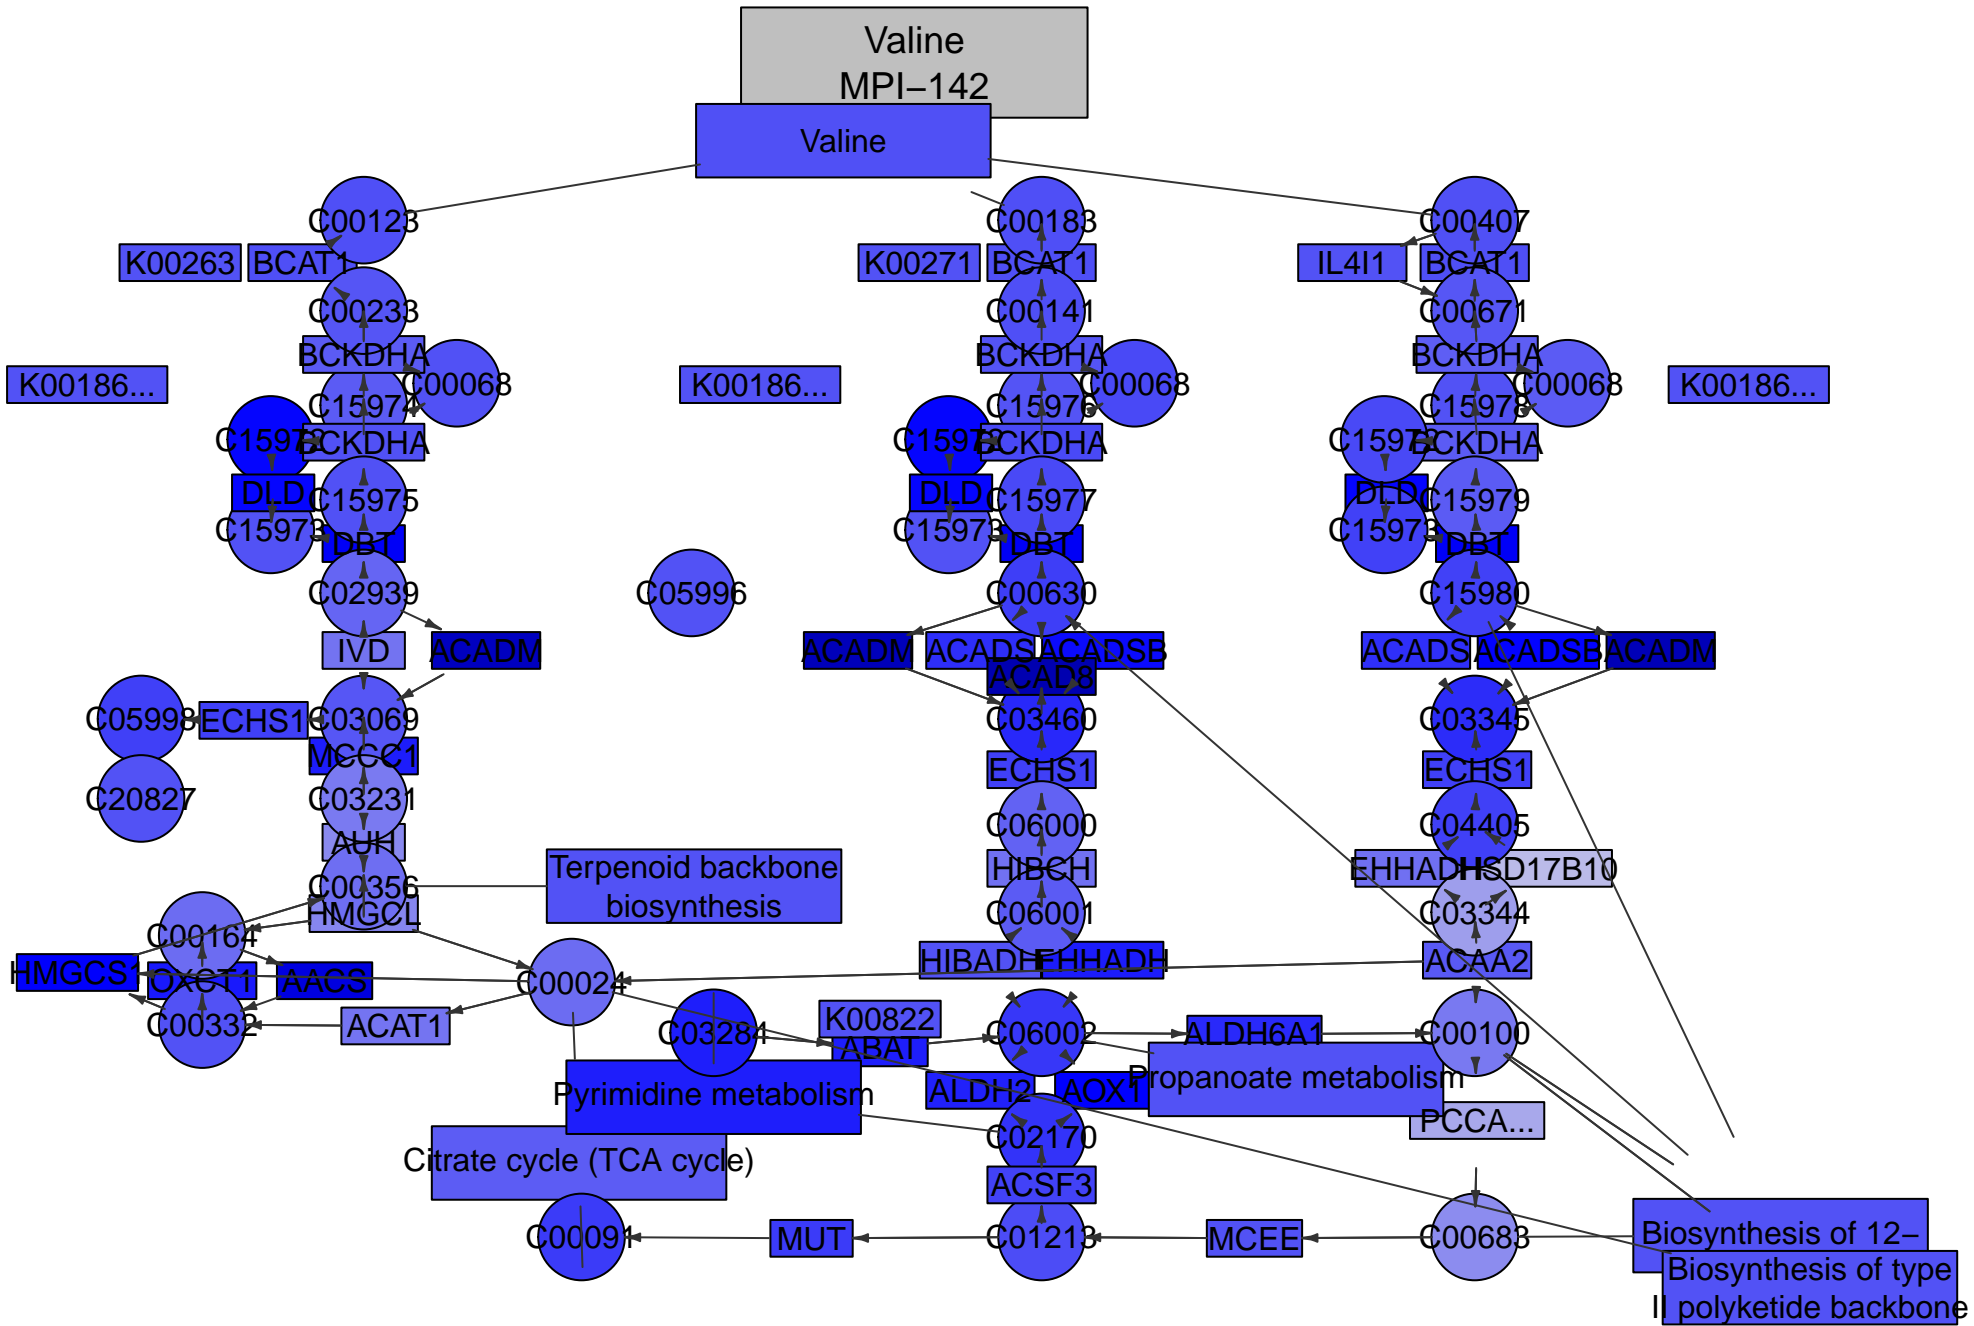 Valine
MPI−142
Valine
C00123
C00183
C00407
K00263
BCAT1
K00271
BCAT1
IL4I1
BCAT1
C00233
C00141
C00671
BCKDHA
BCKDHA
BCKDHA
K00186...
C00068
K00186...
C00068
C00068
K00186...
C15974
C15976
C15978
C15972
BCKDHA
C15972
BCKDHA
C15972
BCKDHA
DLD
C15975
DLD
C15977
DLD
C15979
C15973
DBT
C15973
DBT
C15973
DBT
C02939
C05996
C00630
C15980
IVD
ACADM
ACADM
ACADS
ACADSB
ACADS
ACADSB
ACADM
ACAD8
C05998
ECHS1
C03069
C03460
C03345
MCCC1
ECHS1
ECHS1
C20827
C03231
C06000
C04405
AUH
HIBCH
EHHADH
HSD17B10
Terpenoid backbone
biosynthesis
C00356
HMGCL
C06001
C03344
C00164
HIBADH
EHHADH
ACAA2
HMGCS1
OXCT1
AACS
C00024
C00332
ACAT1
C03284
K00822
ABAT
C06002
ALDH6A1
C00100
Pyrimidine metabolism
ALDH2
AOX1
Propanoate metabolism
C02170
PCCA...
Citrate cycle (TCA cycle)
ACSF3
C00091
MUT
C01213
MCEE
C00683
Biosynthesis of 12−
Biosynthesis of type
II polyketide backbone